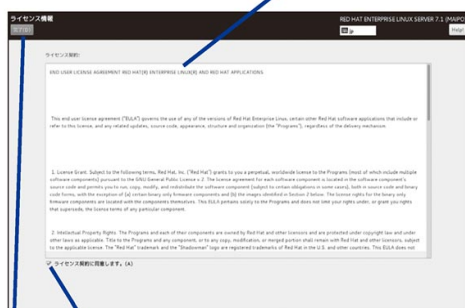 ライセンス情報
RED HAT ENTERPRISE LINUX SERVER 7.1 (MAIPO
完了(D)
jp
Help!
ライセンス契約:
END USER LICENSE AGREEMENT RED HAT(R) ENTERPRISE LINUX(R) AND RED HAT APPLICATIONS
This end user license agreement ("EULA") governs the use of any of the versions of Red Hat Enterprise Linux, certain other Red Hat software applications that include or
refer to this license, and any related updates, source code, appearance, structure and organization (the "Programs"), regardless of the delivery mechanism.
1. License Grant. Subject to the following terms, Red Hat, Inc. ("Red Hat") grants to you a perpetual, worldwide license to the Programs (most of which include multiple
software components) pursuant to the GNU General Public License v.2. The license agreement for each software component is located in the software component's
source code and permits you to run, copy, modify, and redistribute the software component (subject to certain obligations in some cases), both in source code and binary
code forms, with the exception of (a) certain binary only firmware components and (b) the images identified in Section 2 below. The license rights for the binary only
firmware components are located with the components themselves. This EULA pertains solely to the Programs and does not limit your rights under, or grant you rights
that supersede, the license terms of any particular component.
2. Intellectual Property Rights. The Programs and each of their components are owned by Red Hat and other licensors and are protected under copyright law and under
other laws as applicable. Title to the Programs and any component, or to any copy, modification, or merged portion shall remain with Red Hat and other licensors, subject
to the applicable license. The "Red Hat" trademark and the "Shadowman" logo are registered trademarks of Red Hat in the U.S. and other countries. This EULA does not
ライセンス契約に同意します。(A)